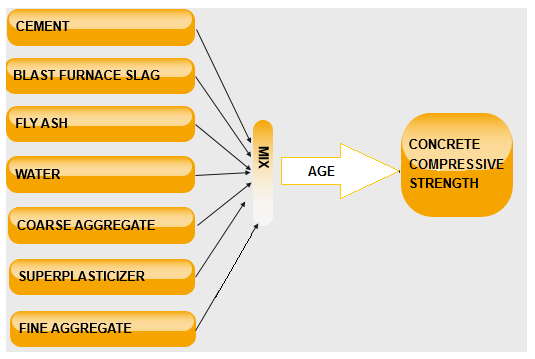 CEMENT
BLAST FURNACE SLAG
FLY ASH
WATER
COARSE AGGREGATE
SUPERPLASTICIZER
FINE AGGREGATE
MIX
AGE
CONCRETE
COMPRESSIVE
STRENGTH